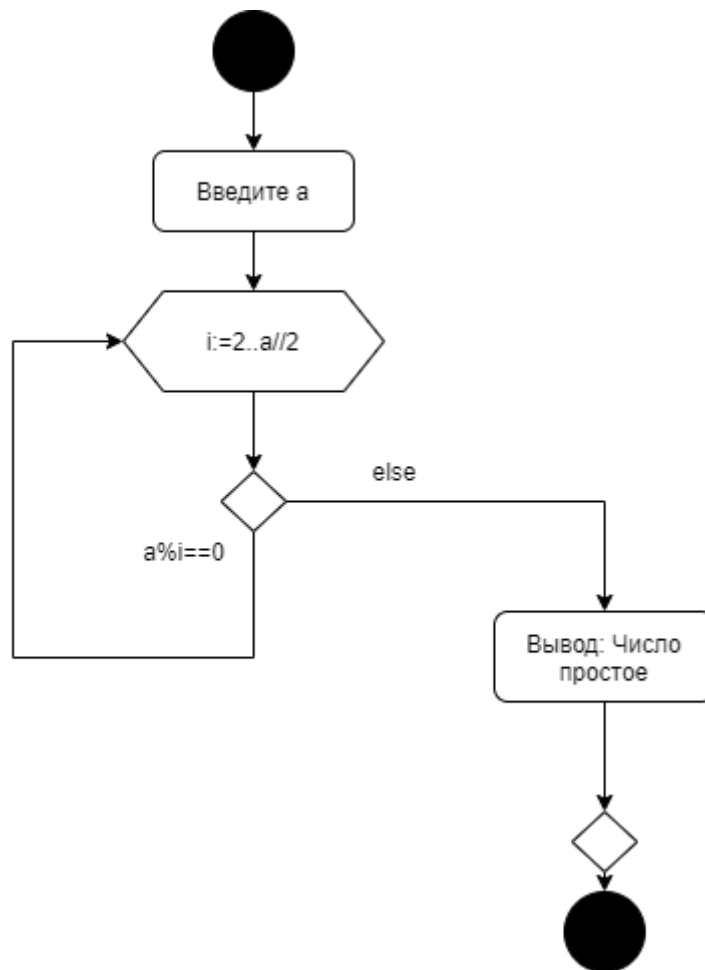 Введите a
i:=2..a//2
else
a%i==0
Вывод: Число
простое